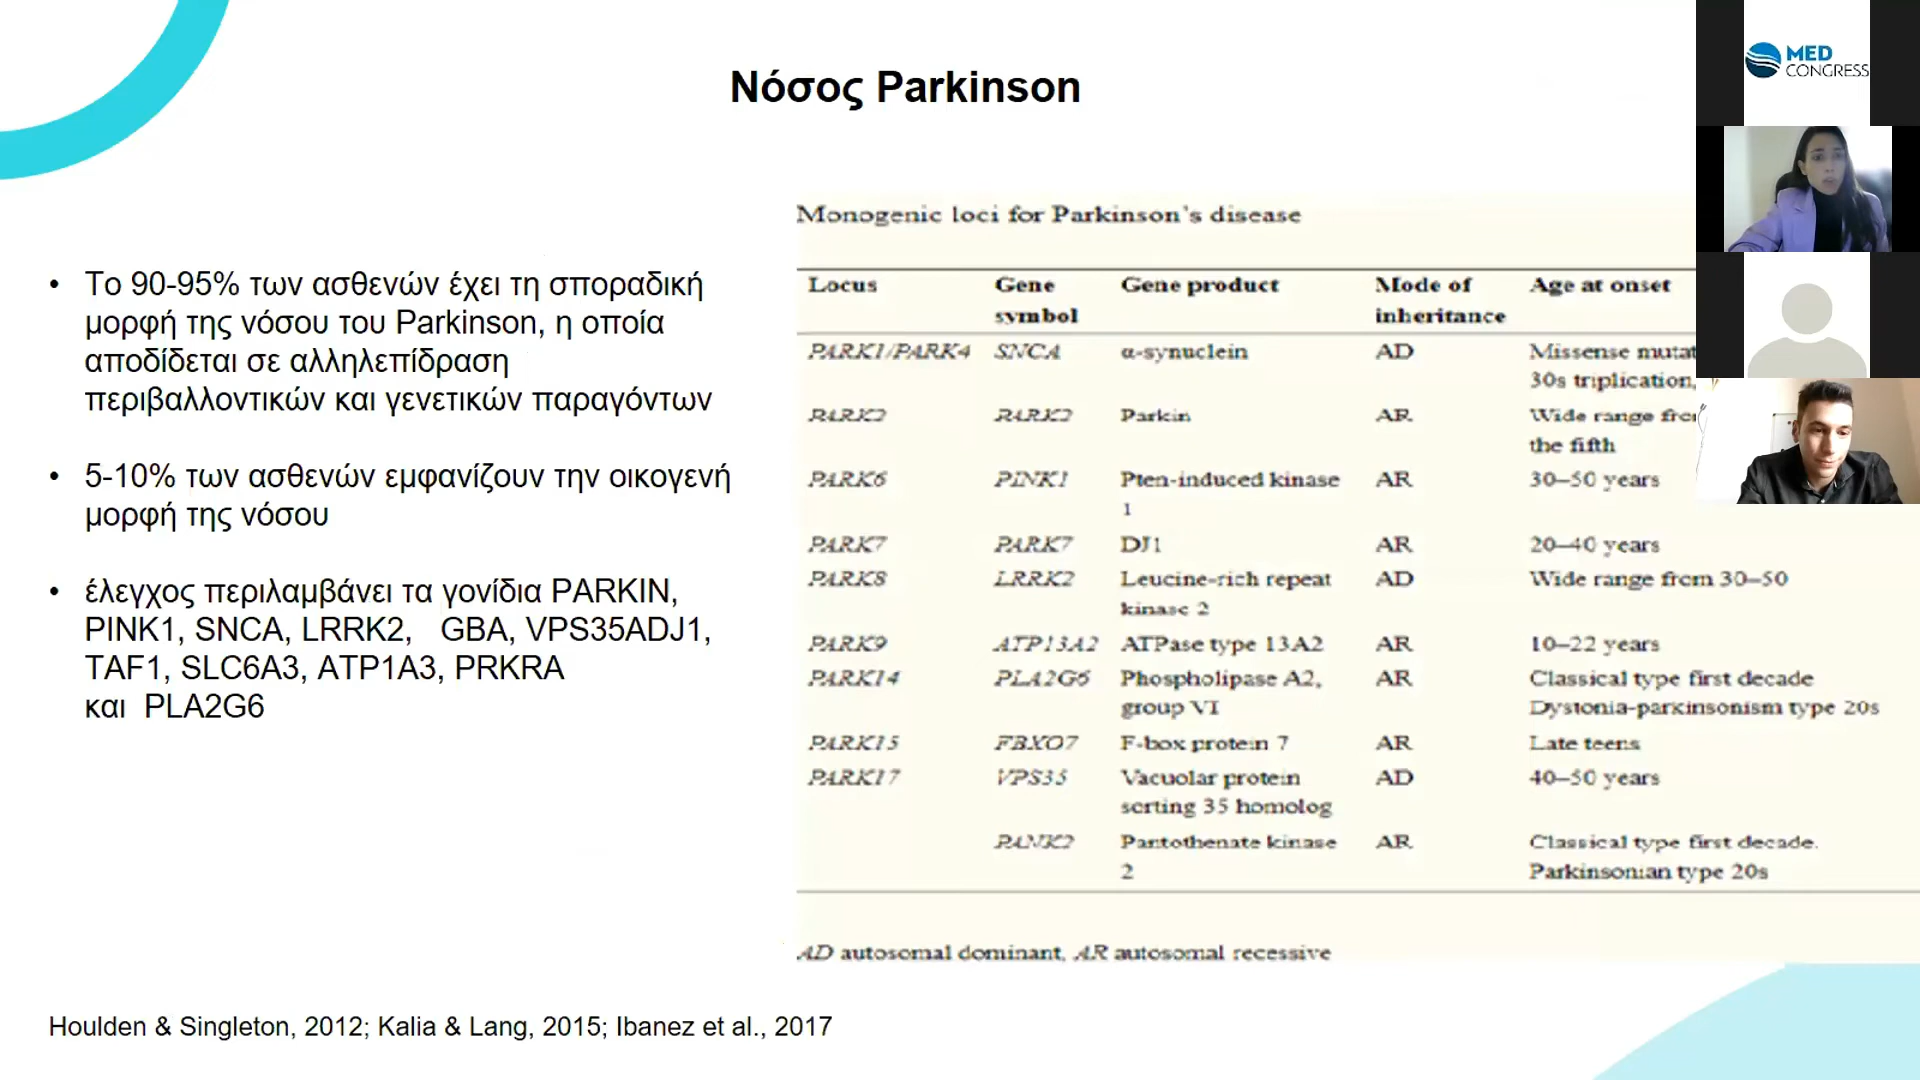 Νόσος Parkinson
MED
CONGRESS
• Το 90-95% των ασθενών έχει τη σποραδική
μορφή της νόσου του Parkinson, η οποία
αποδίδεται σε αλληλεπίδραση
περιβαλλοντικών και γενετικών παραγόντων
• 5-10% των ασθενών εμφανίζουν την οικογενή
μορφή της νόσου
• έλεγχος περιλαμβάνει τα γονίδια PARKIN,
PINK1, SNCA, LRRK2, GBA, VPS35ADJ1,
TAF1, SLC6A3, ATP1A3, PRKRA
και PLA2G6
Monogenic loci for Parkinson's disease
Locus Gene Gene product Mode of Age at onset
symbol inheritance
PARK1/PARK4 SNCA α-synuclein AD Missense
30s triplication,
PARK2 PARK2 Parkin AR Wide range
the fifth
PARK6 PINK1 Pten-induced kinase AR 30–50 years
1
PARK7 PARK7 DJ1 AR 20–40 years
PARK8 LRRK2 Leucine-rich repeat AD Wide range from 30–50
kinase 2
PARK9 ATP13A2 ATPase type 13A2 AR 10–22 years
PARK14 PLA2G6 Phospholipase A2, AR Classical type first decade
group VI Dystonia-parkinsonism type 20s
PARK15 FBXO7 F-box protein 7 AR Late teens
PARK17 VPS35 Vacuolar protein AD 40–50 years
sorting 35 homolog
PANK2 Pantothenate kinase AR Classical type first decade.
2 Parkinsonian type 20s
AD autosomal dominant, AR autosomal recessive
Houlden & Singleton, 2012; Kalia & Lang, 2015; Ibanez et al., 2017